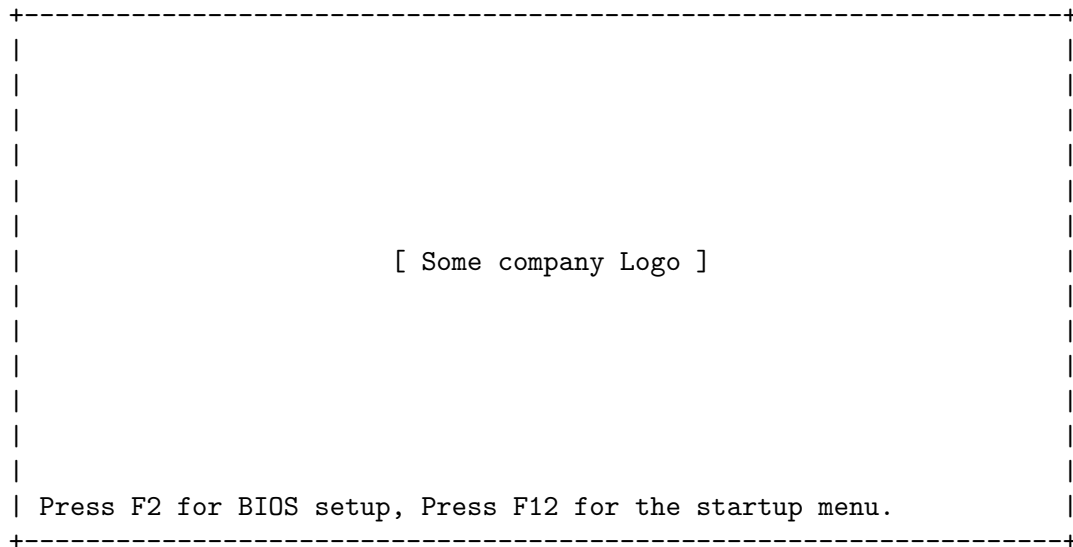 [ Some company Logo ]
Press F2 for BIOS setup, Press F12 for the startup menu.